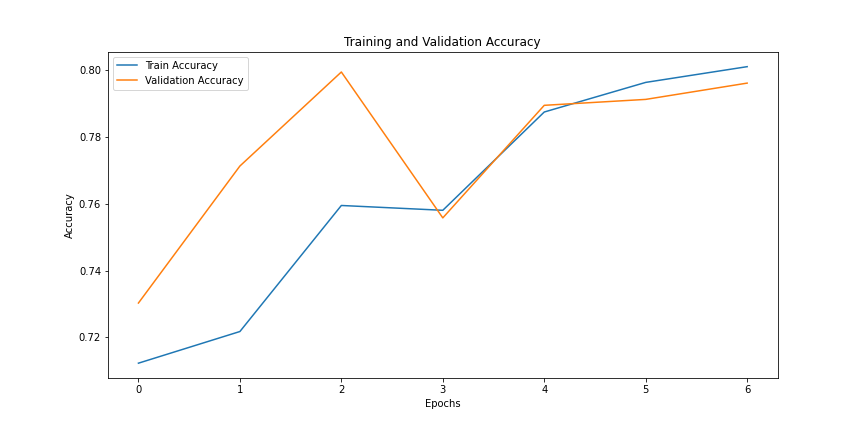 Training and Validation Accuracy
Train Accuracy
Validation Accuracy
0.80
0.78
0.76
0.74
0.72
Accuracy
0 1 2 3 4 5 6
Epochs